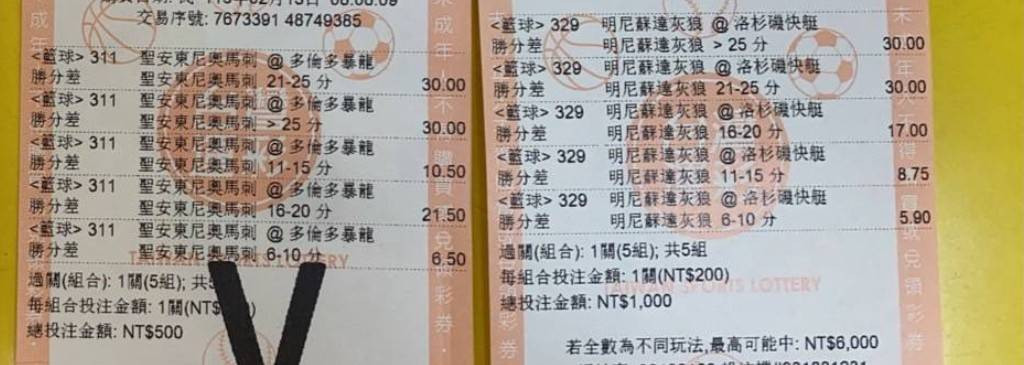 交易序號: 7673391 48749385
<籃球> 311 聖安東尼奧馬刺 @ 多倫多暴龍
勝分差 聖安東尼奧馬刺 21-25 分 30.00
<籃球> 311 聖安東尼奧馬刺 @ 多倫多暴龍
勝分差 聖安東尼奧馬刺 > 25 分 30.00
<籃球> 311 聖安東尼奧馬刺 @ 多倫多暴龍
勝分差 聖安東尼奧馬刺 11-15 分 10.50
<籃球> 311 聖安東尼奧馬刺 @ 多倫多暴龍
勝分差 聖安東尼奧馬刺 16-20 分 21.50
<籃球> 311 聖安東尼奧馬刺 @ 多倫多暴龍
勝分差 聖安東尼奧馬刺 6-10 分 6.50
過關(組合): 1關(5組); 共5
每組合投注金額: 1關(NT$
總投注金額: NT$500
<籃球> 329 明尼蘇達灰狼 @ 洛杉磯快艇
勝分差 明尼蘇達灰狼 > 25 分 30.00
<籃球> 329 明尼蘇達灰狼 @ 洛杉磯快艇
勝分差 明尼蘇達灰狼 21-25 分 30.00
<籃球> 329 明尼蘇達灰狼 @ 洛杉磯快艇
勝分差 明尼蘇達灰狼 16-20 分 17.00
<籃球> 329 明尼蘇達灰狼 @ 洛杉磯快艇
勝分差 明尼蘇達灰狼 11-15 分 8.75
<籃球> 329 明尼蘇達灰狼 @ 洛杉磯快艇
勝分差 明尼蘇達灰狼 6-10 分 5.90
過關(組合): 1關(5組); 共5組
每組合投注金額: 1關(NT$200)
TAIWAN SPORTS LOTTERY
總投注金額: NT$1,000
若全數為不同玩法,最高可能中: NT$6,000